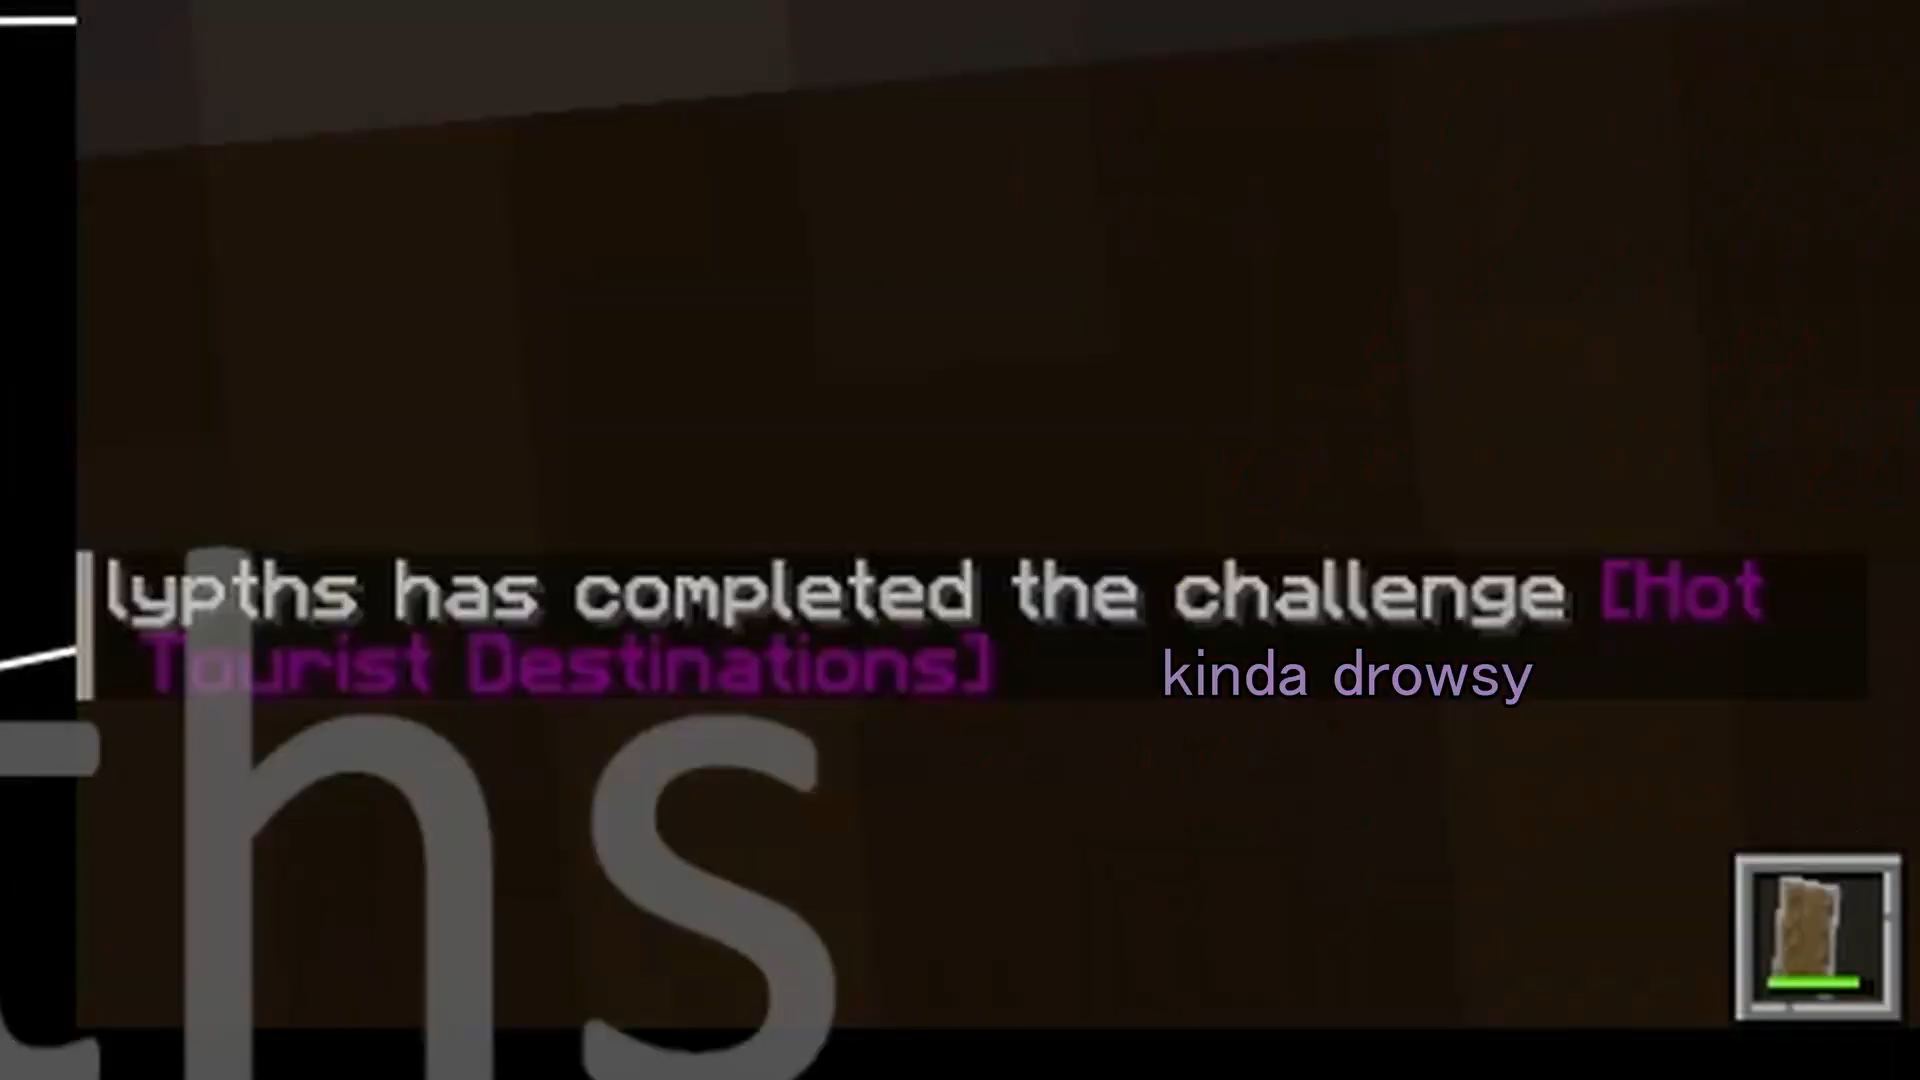 lypths has completed the challenge [Hot
Tourist Destinations]
kinda drowsy
ths